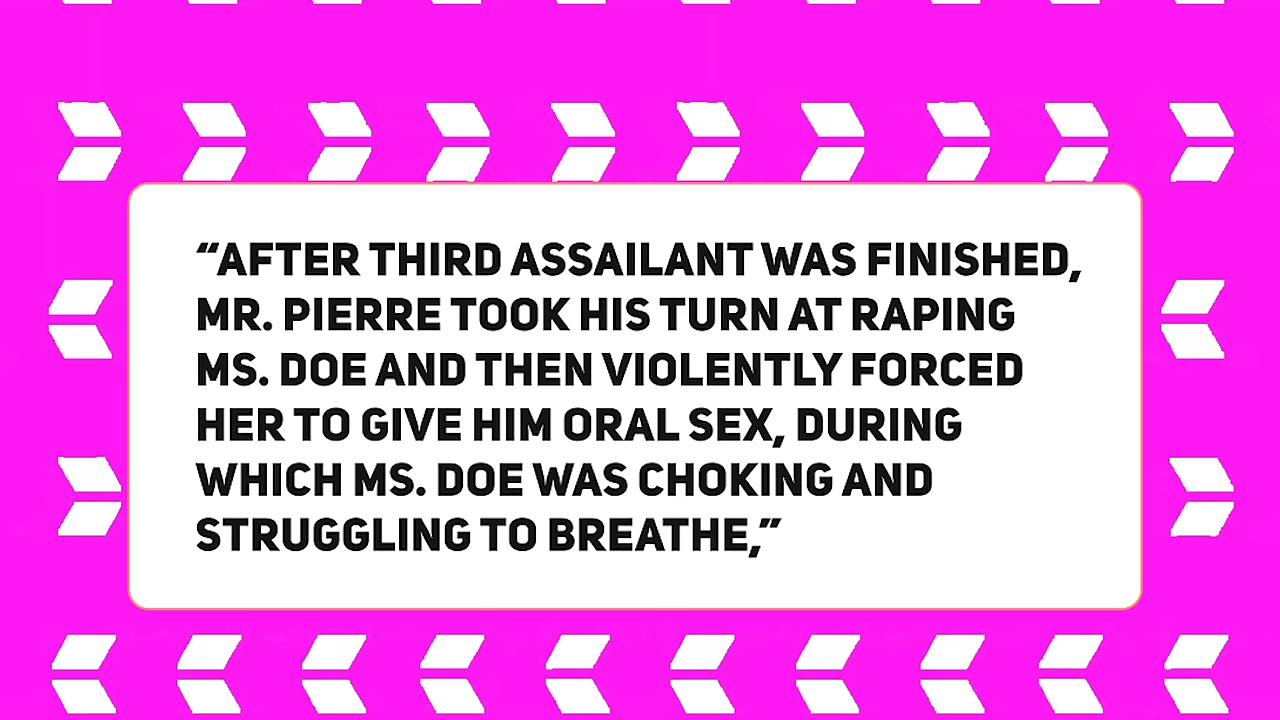 “AFTER THIRD ASSAILANT WAS FINISHED,
MR. PIERRE TOOK HIS TURN AT RAPING
MS. DOE AND THEN VIOLENTLY FORCED
HER TO GIVE HIM ORAL SEX, DURING
WHICH MS. DOE WAS CHOKING AND
STRUGGLING TO BREATHE,”